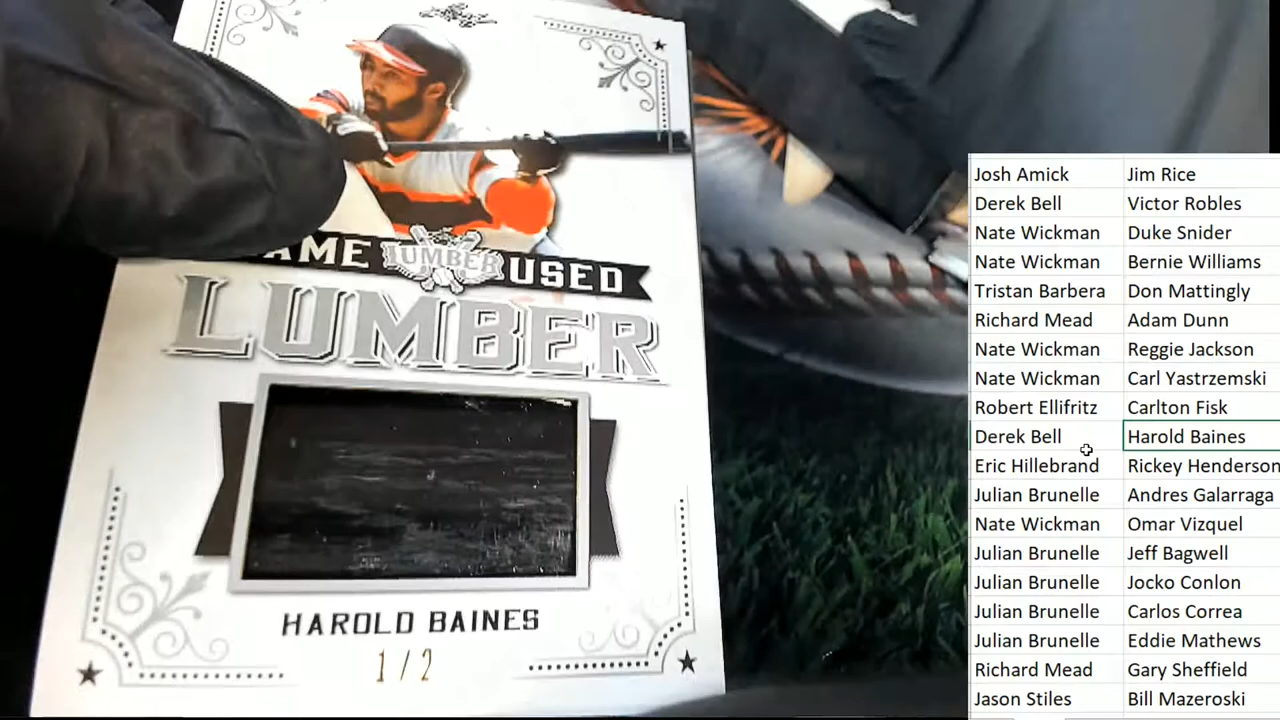 GAME LUMBER USED
LUMBER
HAROLD BAINES
1/2
Josh Amick Jim Rice
Derek Bell Victor Robles
Nate Wickman Duke Snider
Nate Wickman Bernie Williams
Tristan Barbera Don Mattingly
Richard Mead Adam Dunn
Nate Wickman Reggie Jackson
Nate Wickman Carl Yastrzemski
Robert Ellifritz Carlton Fisk
Derek Bell Harold Baines
Eric Hillebrand Rickey Henderson
Julian Brunelle Andres Galarraga
Nate Wickman Omar Vizquel
Julian Brunelle Jeff Bagwell
Julian Brunelle Jocko Conlon
Julian Brunelle Carlos Correa
Julian Brunelle Eddie Mathews
Richard Mead Gary Sheffield
Jason Stiles Bill Mazeroski